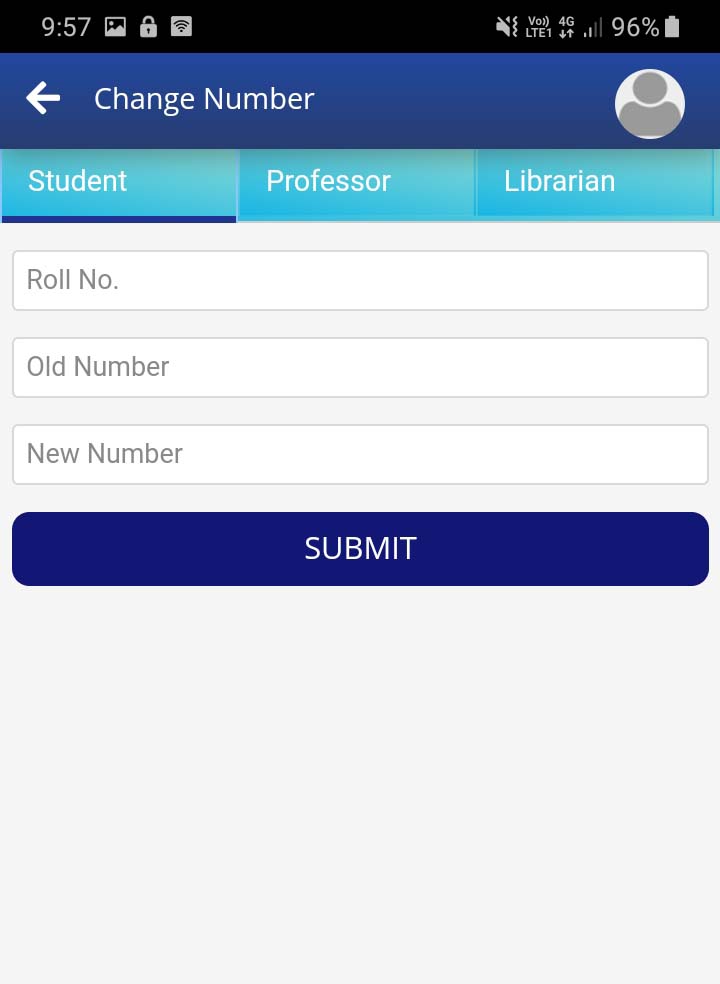 9:57 Vo)) LTE1 4G 96%
Change Number
Student Professor Librarian
Roll No.
Old Number
New Number
SUBMIT